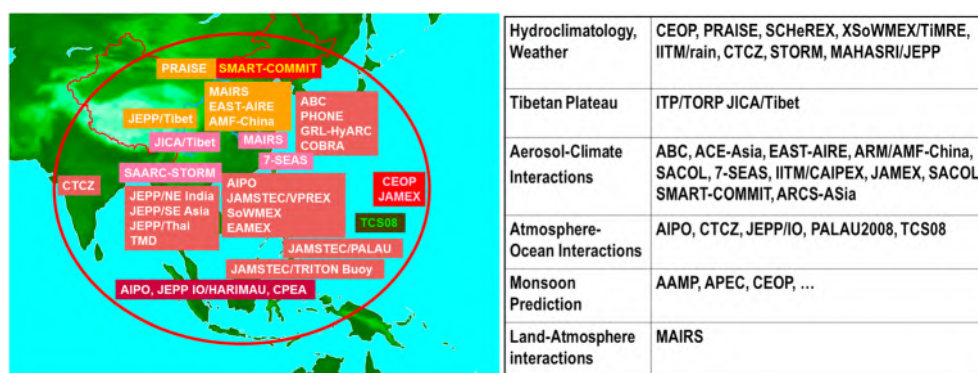 PRAISE
SMART-COMMIT
MAIRS
EAST-AIRE
AMF-China
ABC
PHONE
GRL-HyARC
COBRA
JEPP/Tibet
JICA/Tibet
MAIRS
7-SEAS
SAARC-STORM
CTCZ
JEPP/NE India
JEPP/SE Asia
JEPP/Thai
TMD
AIPO
JAMSTEC/VPREX
SoWMEX
EAMEX
CEOP
JAMEX
TCS08
JAMSTEC/PALAU
JAMSTEC/TRITON Buoy
AIPO, JEPP IO/HARIMAU, CPEA
Hydroclimatology,
Weather
CEOP, PRAISE, SCHeREX, XSoWMEX/TiMRE,
IITM/rain, CTCZ, STORM, MAHASRI/JEPP
Tibetan Plateau
ITP/TORP JICA/Tibet
Aerosol-Climate
Interactions
ABC, ACE-Asia, EAST-AIRE, ARM/AMF-China,
SACOL, 7-SEAS, IITM/CAIPEX, JAMEX, SACOL
SMART-COMMIT, ARCS-ASia
Atmosphere-
Ocean Interactions
AIPO, CTCZ, JEPP/IO, PALAU2008, TCS08
Monsoon
Prediction
AAMP, APEC, CEOP, …
Land-Atmosphere
interactions
MAIRS